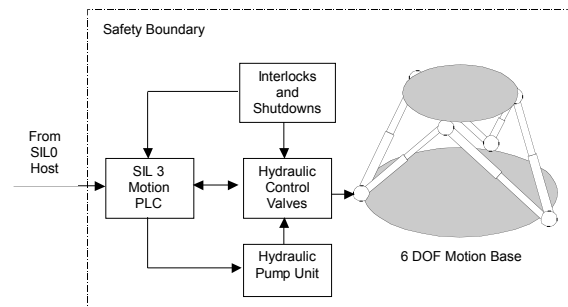 Safety Boundary
Interlocks
and
Shutdowns
From
SIL0
Host
SIL 3
Motion
PLC
Hydraulic
Control
Valves
Hydraulic
Pump Unit
6 DOF Motion Base